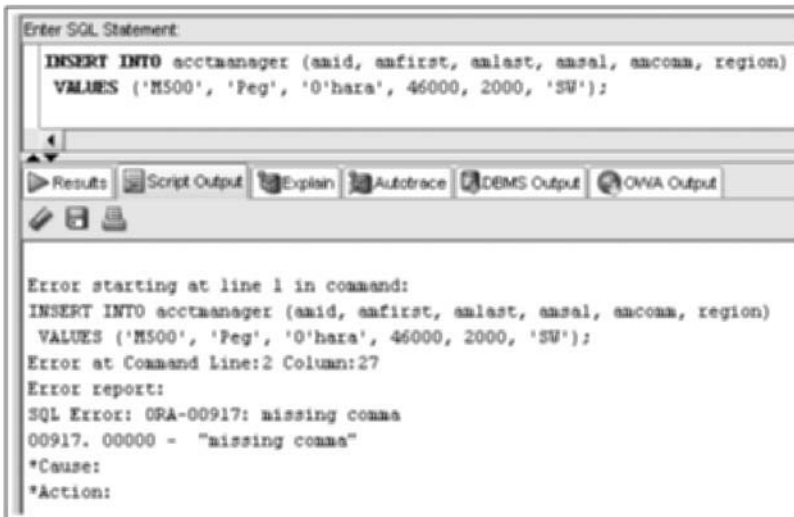 Enter SQL Statement:
INSERT INTO acctmanager (amid, amfirst, amlast, amsal, amcomm, region)
VALUES ('M500', 'Peg', 'O'hara', 46000, 2000, 'SW');
Results Script Output Explain Autotrace DBMS Output OWA Output
Error starting at line 1 in command:
INSERT INTO acctmanager (amid, amfirst, amlast, amsal, amcomm, region)
VALUES ('M500', 'Peg', 'O'hara', 46000, 2000, 'SW');
Error at Command Line:2 Column:27
Error report:
SQL Error: ORA-00917: missing comma
00917. 00000 - "missing comma"
*Cause:
*Action: